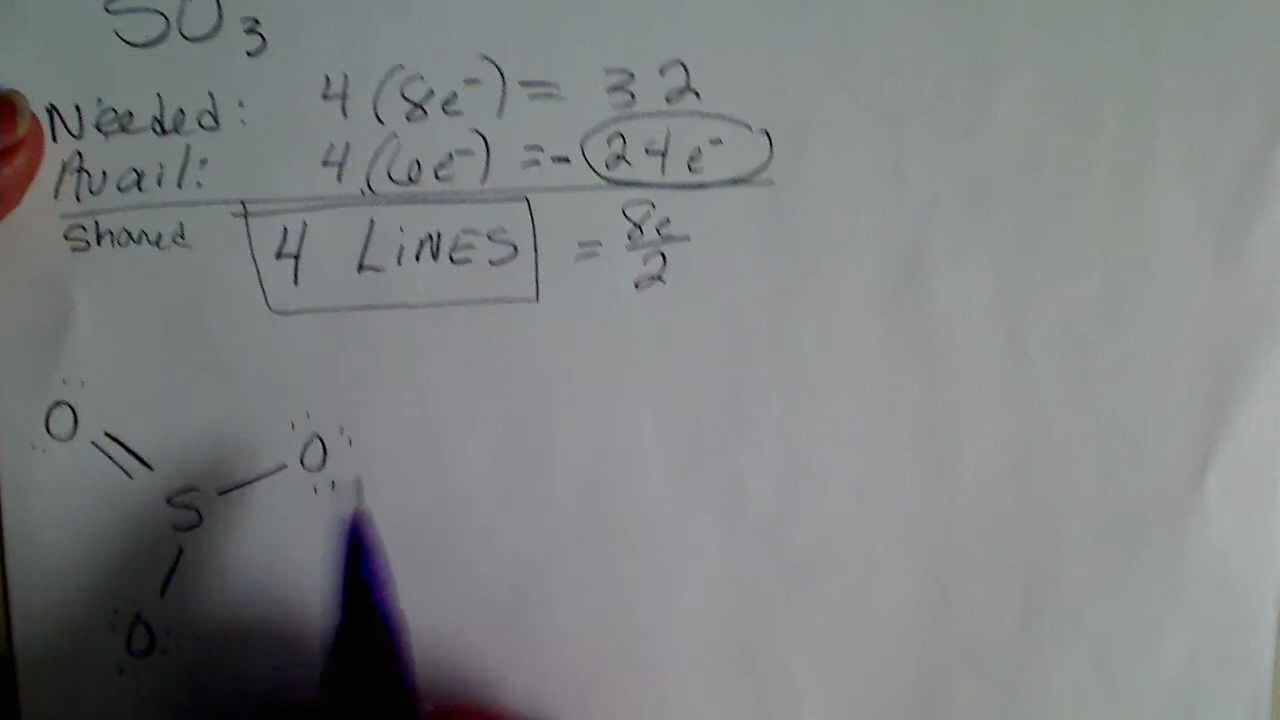 SO3
Needed: 4(8e⁻) = 32
Avail: 4(6e⁻) = - 24e⁻
Shared 4 LiNES = 8e/2
O
O
S
O